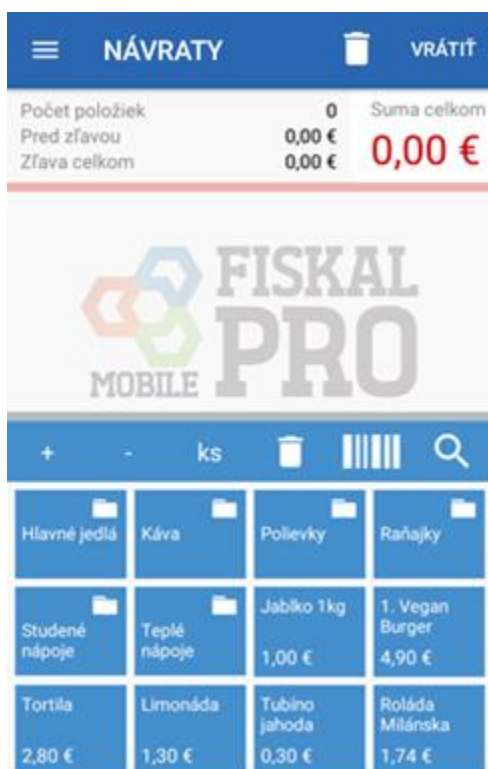 NÁVRATY
VRÁTIŤ
Počet položiek 0
Pred zľavou 0,00 €
Zľava celkom 0,00 €
Suma celkom
0,00 €
FISKAL
PRO
MOBILE
+ - ks
Hlavné jedlá
Káva
Polievky
Raňajky
Studené
nápoje
Teplé
nápoje
Jablko 1kg
1,00 €
1. Vegan
Burger
4,90 €
Tortila
2,80 €
Limonáda
1,30 €
Tubino
jahoda
0,30 €
Roláda
Milánska
1,74 €